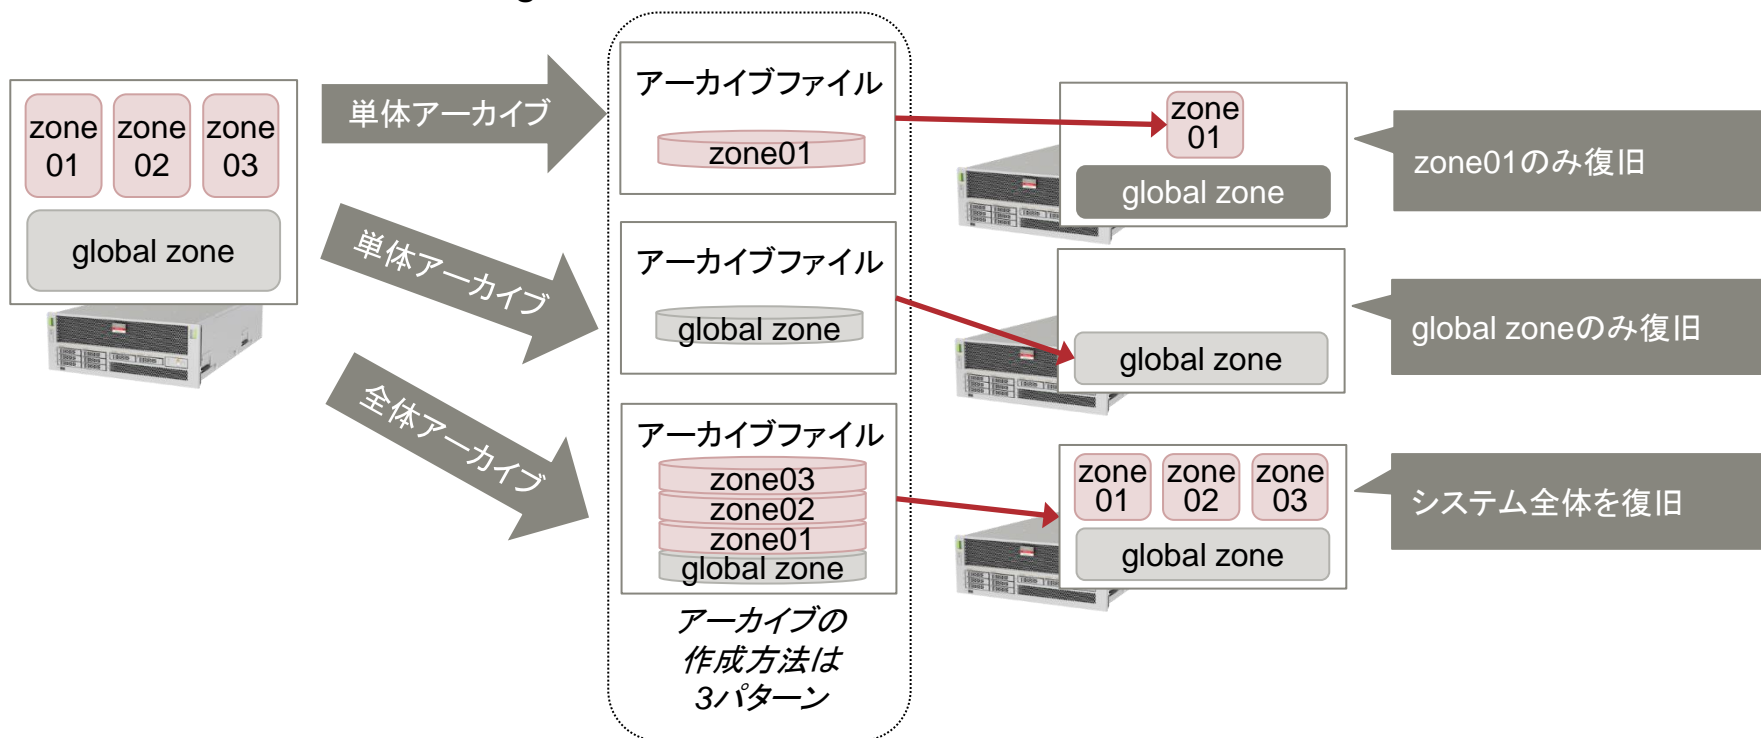 zone
01
zone
02
zone
03
global zone
単体アーカイブ
単体アーカイブ
全体アーカイブ
アーカイブファイル
zone01
アーカイブファイル
global zone
アーカイブファイル
zone03
zone02
zone01
global zone
アーカイブの
作成方法は
3パターン
zone
01
global zone
zone01のみ復旧
global zone
global zoneのみ復旧
zone
01
zone
02
zone
03
global zone
システム全体を復旧